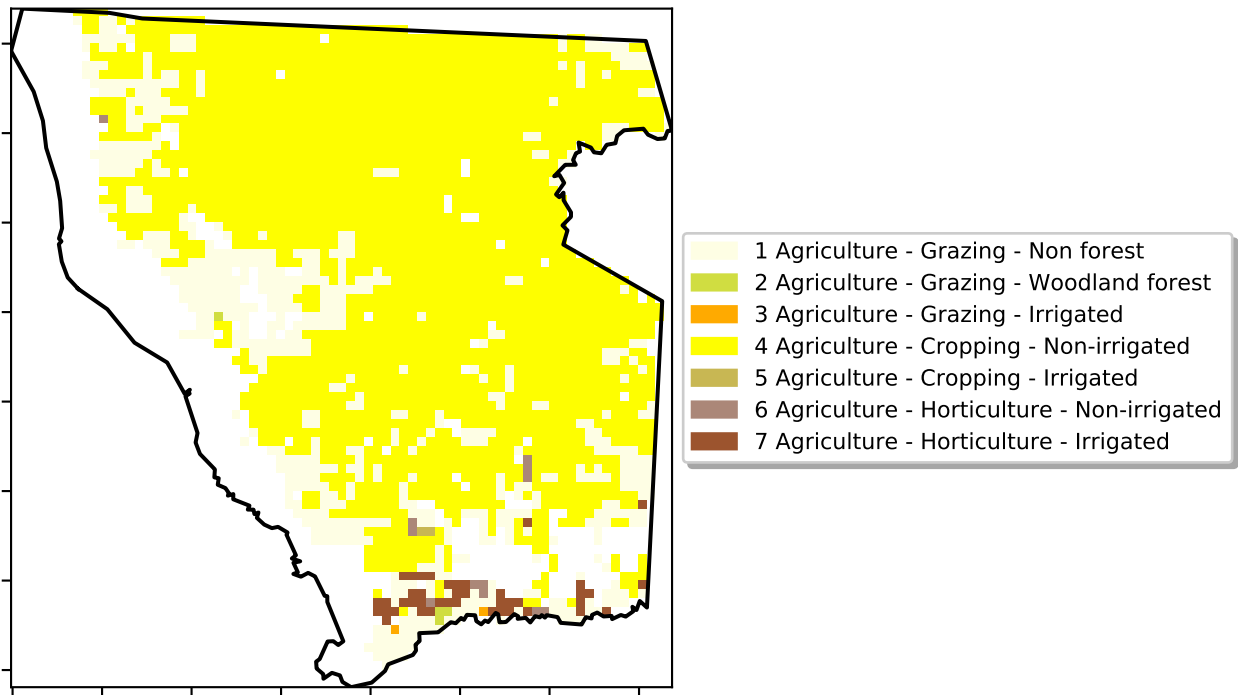 1 Agriculture - Grazing - Non forest
2 Agriculture - Grazing - Woodland forest
3 Agriculture - Grazing - Irrigated
4 Agriculture - Cropping - Non-irrigated
5 Agriculture - Cropping - Irrigated
6 Agriculture - Horticulture - Non-irrigated
7 Agriculture - Horticulture - Irrigated